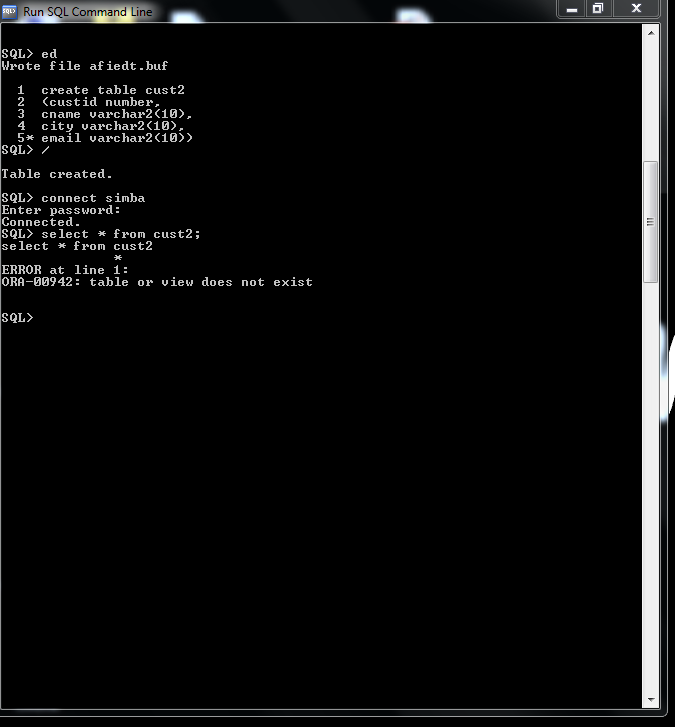 Run SQL Command Line
SQL> ed
Wrote file afiedt.buf
1 create table cust2
2 (custid number,
3 cname varchar2(10),
4 city varchar2(10),
5* email varchar2(10))
SQL> /
Table created.
SQL> connect simba
Enter password:
Connected.
SQL> select * from cust2;
select * from cust2
*
ERROR at line 1:
ORA-00942: table or view does not exist
SQL>